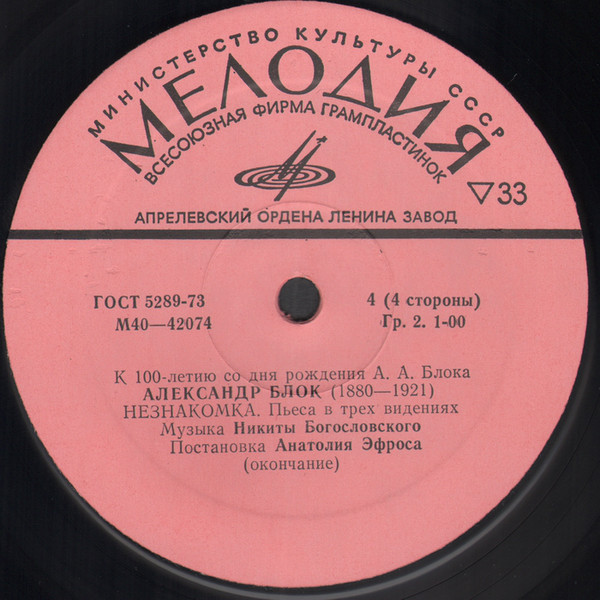 МИНИСТЕРСТВО КУЛЬТУРЫ СССР
МЕЛОДИЯ
ВСЕСОЮЗНАЯ ФИРМА ГРАМПЛАСТИНОК
▽33
АПРЕЛЕВСКИЙ ОРДЕНА ЛЕНИНА ЗАВОД
ГОСТ 5289-73
4 (4 стороны)
М40—42074
Гр. 2. 1-00
К 100-летию со дня рождения А. А. Блока
АЛЕКСАНДР БЛОК (1880—1921)
НЕЗНАКОМКА. Пьеса в трех видениях
Музыка Никиты Богословского
Постановка Анатолия Эфроса
(окончание)